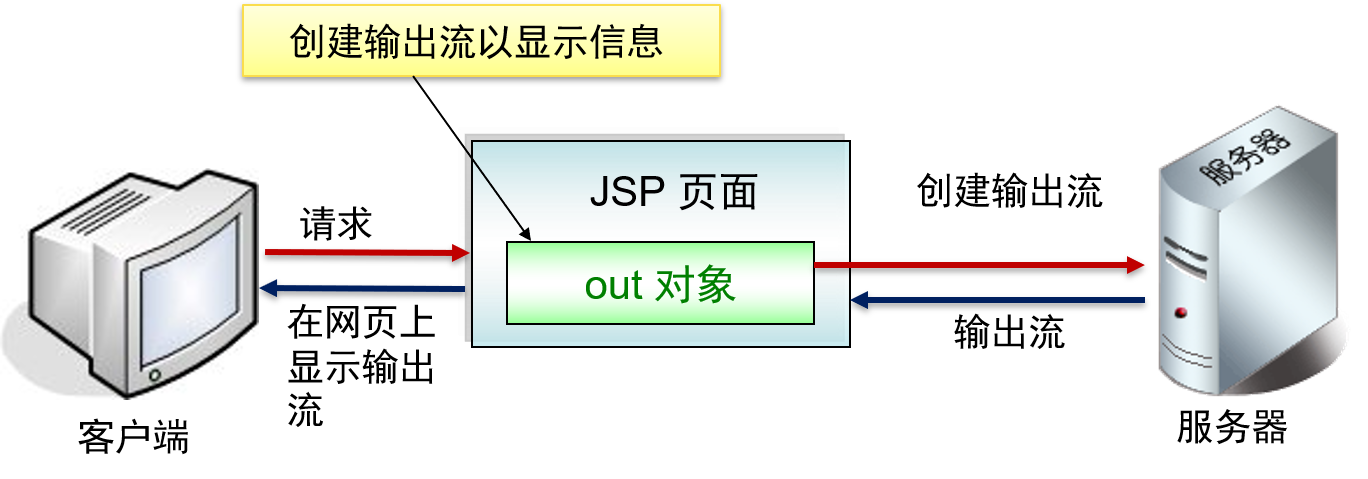 创建输出流以显示信息
服务器
JSP 页面
创建输出流
请求
out 对象
在网页上
显示输出
流
输出流
客户端
服务器